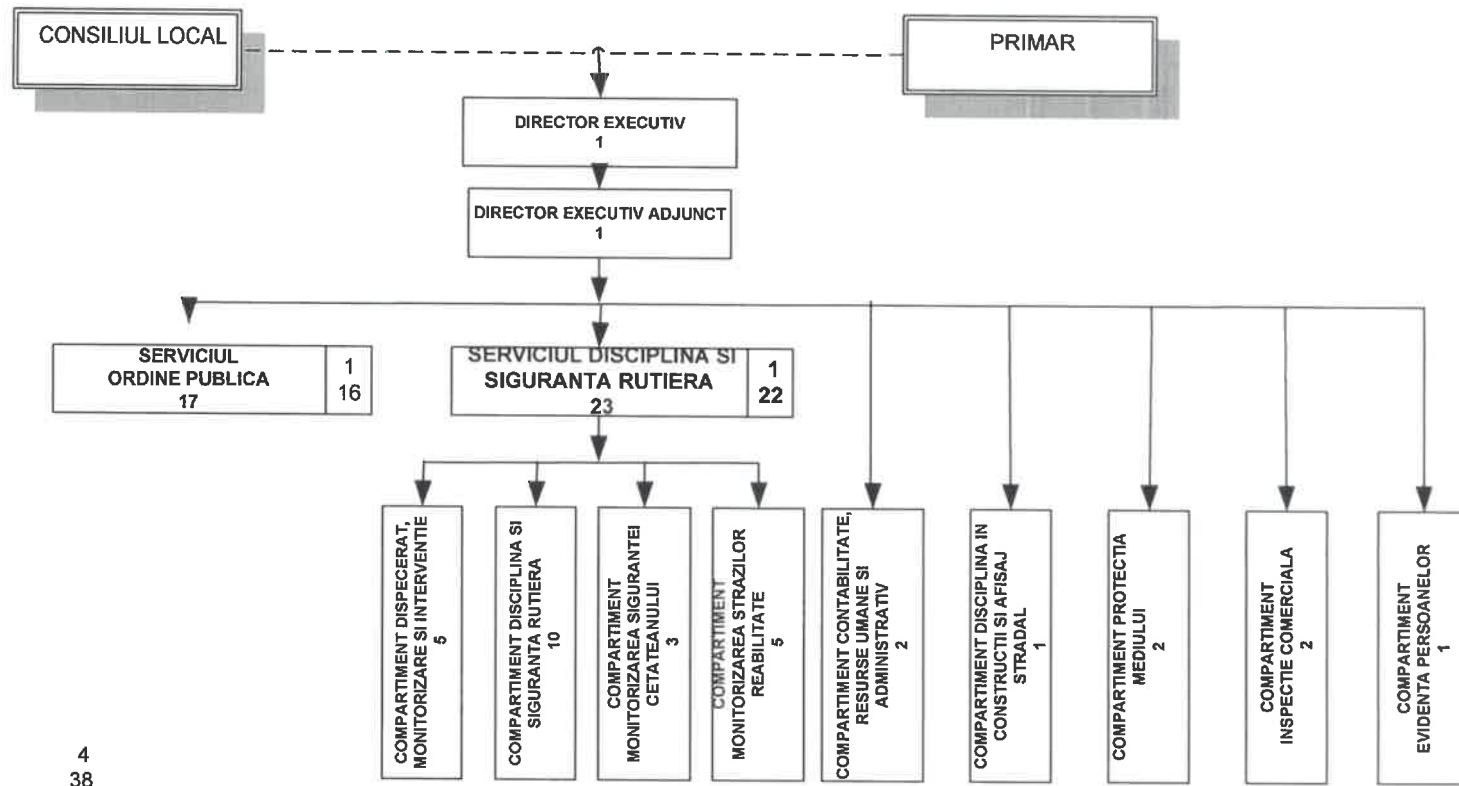 CONSILIUL LOCAL
PRIMAR
DIRECTOR EXECUTIV
1
DIRECTOR EXECUTIV ADJUNCT
1
SERVICIUL
ORDINE PUBLICA
17
1
16
SERVICIUL DISCIPLINA SI
SIGURANTA RUTIERA
23
1
22
COMPARTIMENT DISPECERAT,
MONITORIZARE SI INTERVENTIE
5
COMPARTIMENT DISCIPLINA SI
SIGURANTA RUTIERA
10
COMPARTIMENT
MONITORIZAREA SIGURANTEI
CETATEANULUI
3
COMPARTIMENT
MONITORIZAREA STRAZILOR
REABILITATE
5
COMPARTIMENT CONTABILITATE,
RESURSE UMANE SI
ADMINISTRATIV
2
COMPARTIMENT DISCIPLINA IN
CONSTRUCTII SI AFISAJ
STRADAL
1
COMPARTIMENT PROTECTIA
MEDIULUI
2
COMPARTIMENT
INSPECTIE COMERCIALA
2
COMPARTIMENT
EVIDENTA PERSOANELOR
1
4
38